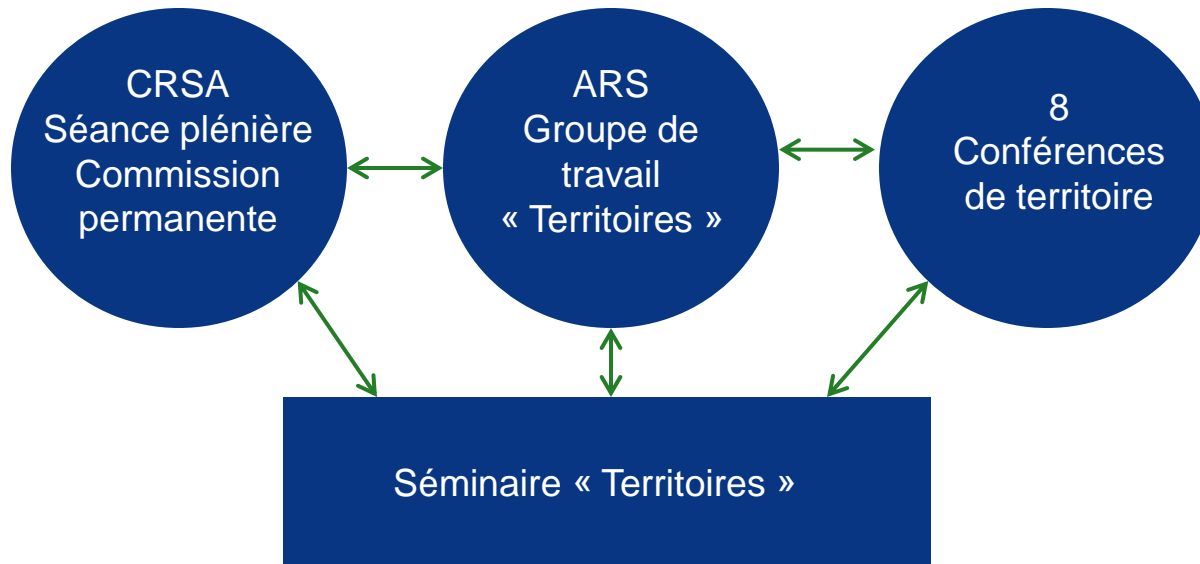 CRSA
Séance plénière
Commission
permanente
ARS
Groupe de
travail
« Territoires »
8
Conférences
de territoire
Séminaire « Territoires »